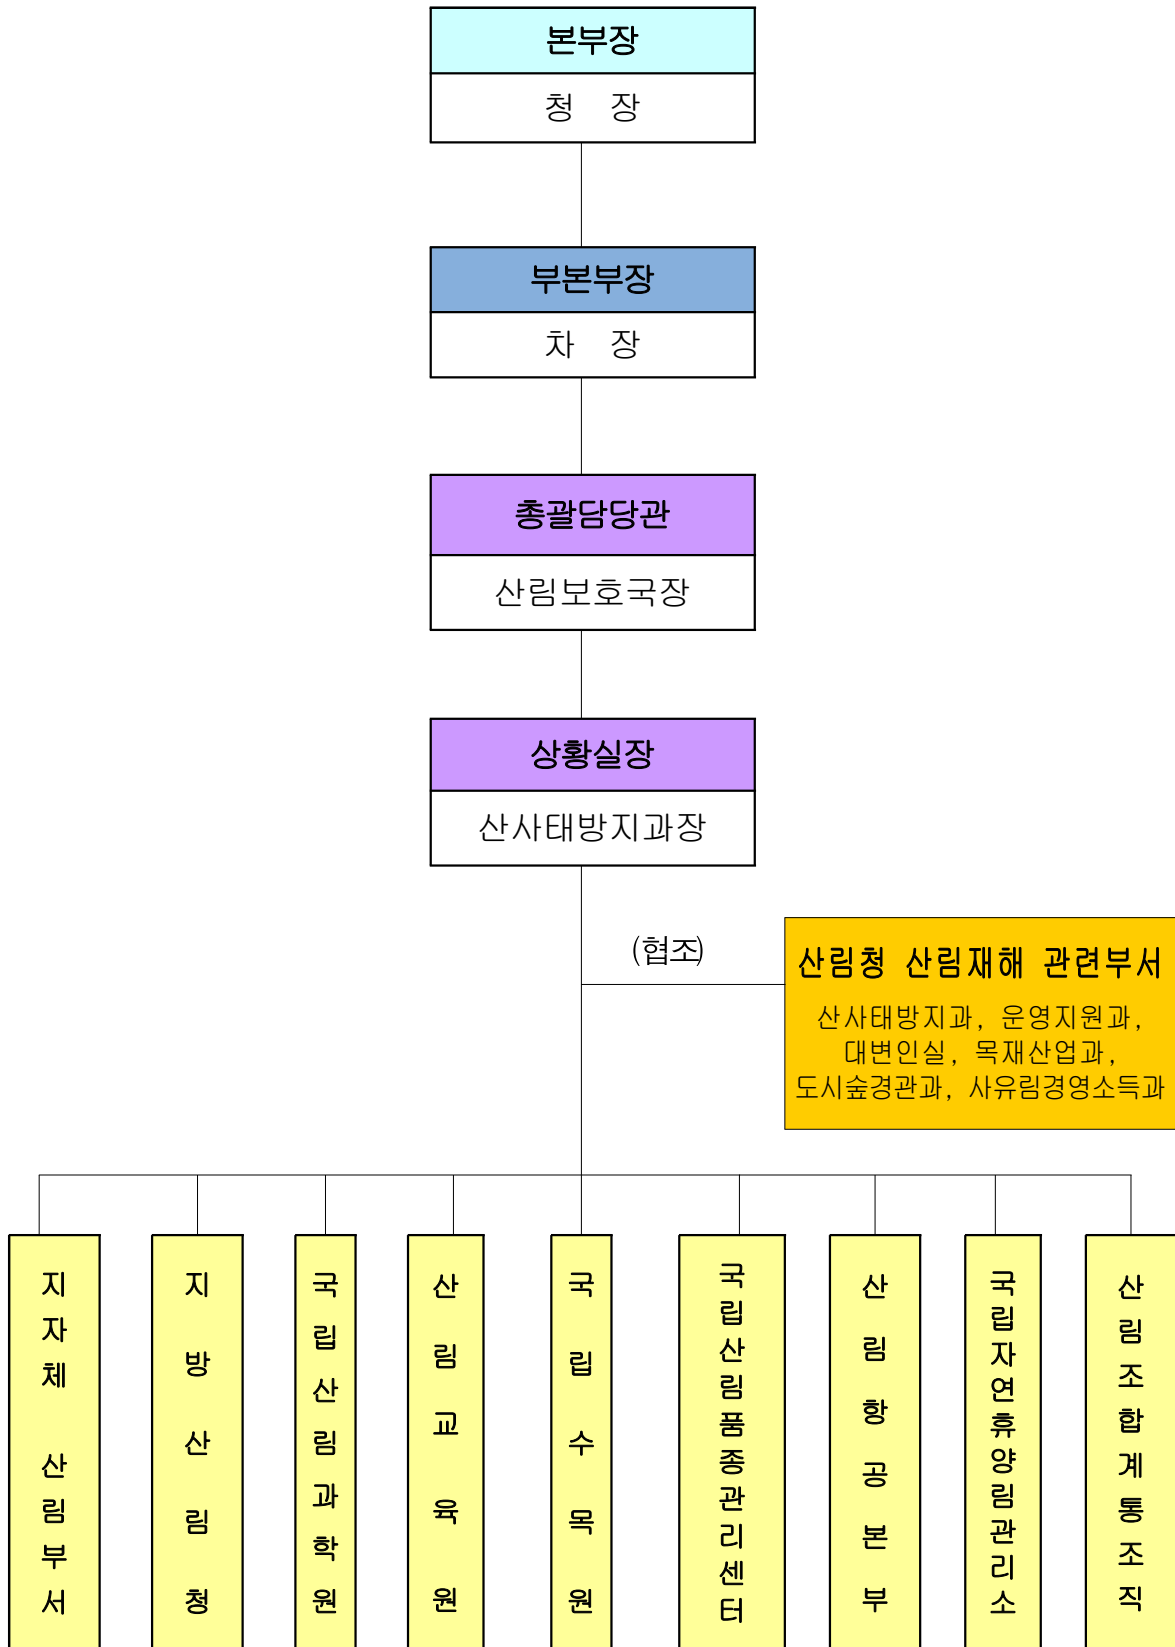 본부장
청 장
부본부장
차 장
총괄담당관
산림보호국장
상황실장
산사태방지과장
(협조)
산림청 산림재해 관련부서
산사태방지과, 운영지원과,
대변인실, 목재산업과,
도시숲경관과, 사유림경영소득과
지자체 산림부서
지방산림청
국립산림과학원
산림교육원
국립수목원
국립산림품종관리센터
산림항공본부
국립자연휴양림관리소
산림조합계통조직